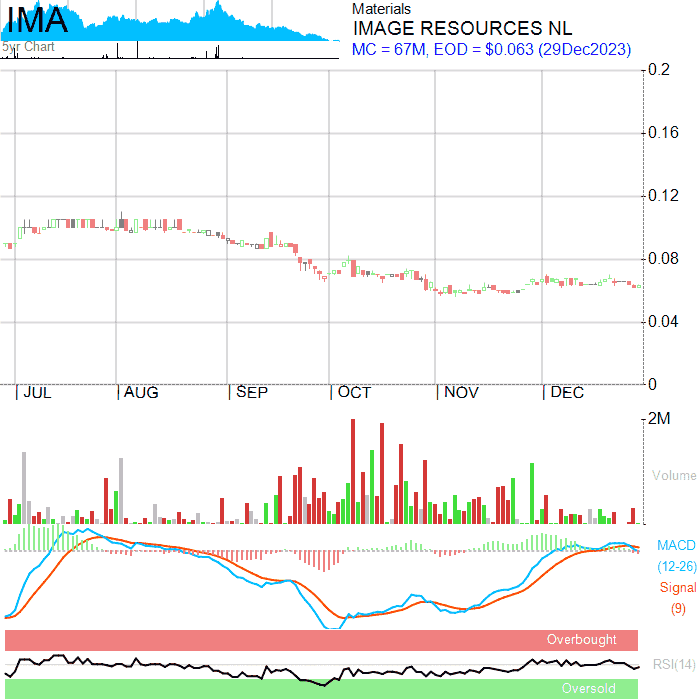 IMA
5yr Chart
Materials
IMAGE RESOURCES NL
MC = 67M, EOD = $0.063 (29Dec2023)
0.2
0.16
0.12
0.08
0.04
0
JUL AUG SEP OCT NOV DEC
2M
Volume
MACD
(12-26)
Signal
(9)
Overbought
RSI(14)
Oversold